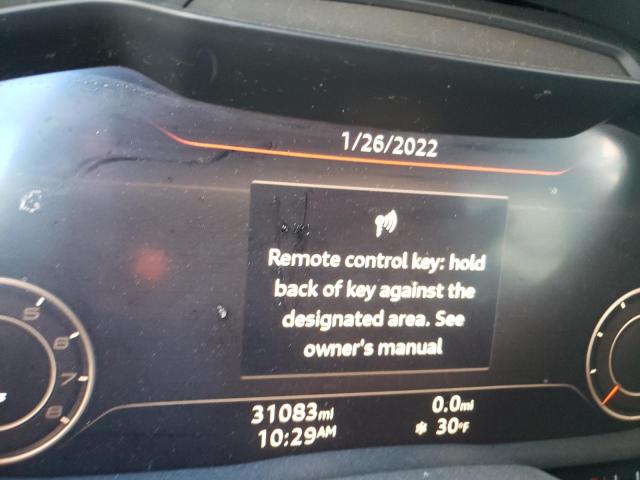 1/26/2022
Remote control key: hold
back of key against the
designated area. See
owner's manual
5
6
7
8
31083mi
0.0mi
10:29AM
30°F